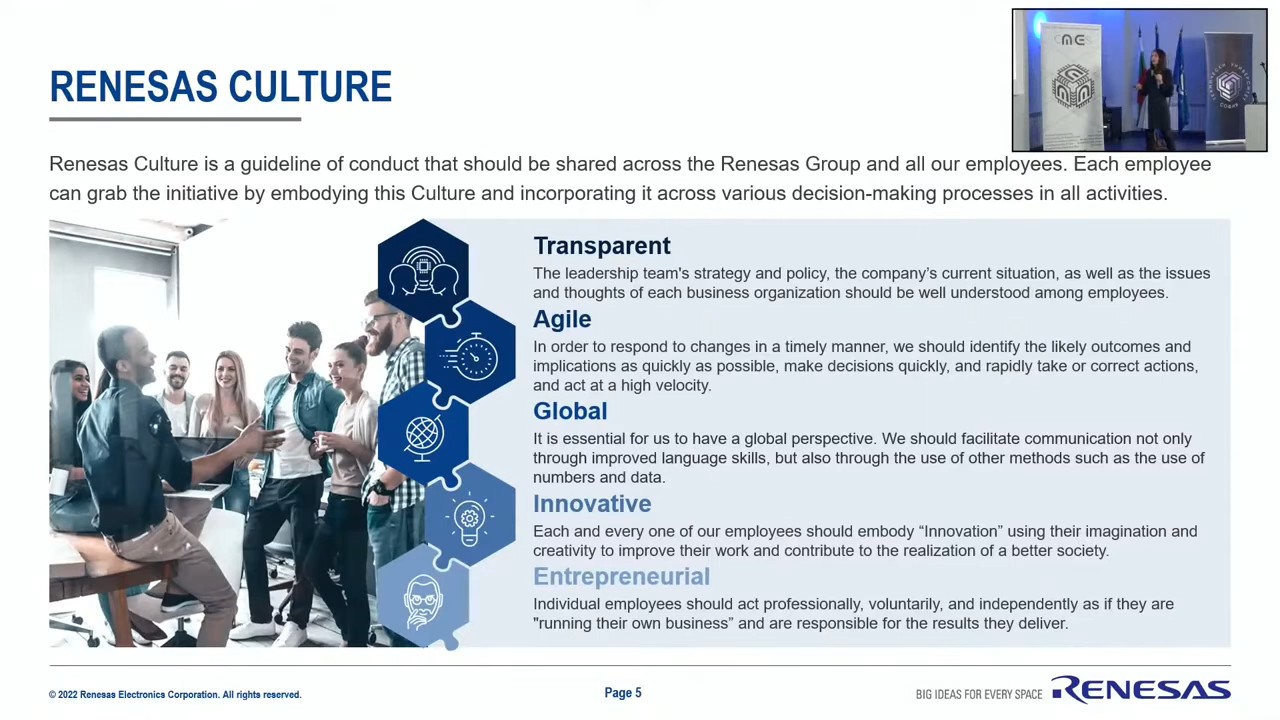 RENESAS CULTURE
Renesas Culture is a guideline of conduct that should be shared across the Renesas Group and all our employees. Each employee
can grab the initiative by embodying this Culture and incorporating it across various decision-making processes in all activities.
Transparent
The leadership team's strategy and policy, the company’s current situation, as well as the issues
and thoughts of each business organization should be well understood among employees.
Agile
In order to respond to changes in a timely manner, we should identify the likely outcomes and
implications as quickly as possible, make decisions quickly, and rapidly take or correct actions,
and act at a high velocity.
Global
It is essential for us to have a global perspective. We should facilitate communication not only
through improved language skills, but also through the use of other methods such as the use of
numbers and data.
Innovative
Each and every one of our employees should embody “Innovation” using their imagination and
creativity to improve their work and contribute to the realization of a better society.
Entrepreneurial
Individual employees should act professionally, voluntarily, and independently as if they are
"running their own business” and are responsible for the results they deliver.
© 2022 Renesas Electronics Corporation. All rights reserved.
Page 5
BIG IDEAS FOR EVERY SPACE RENESAS